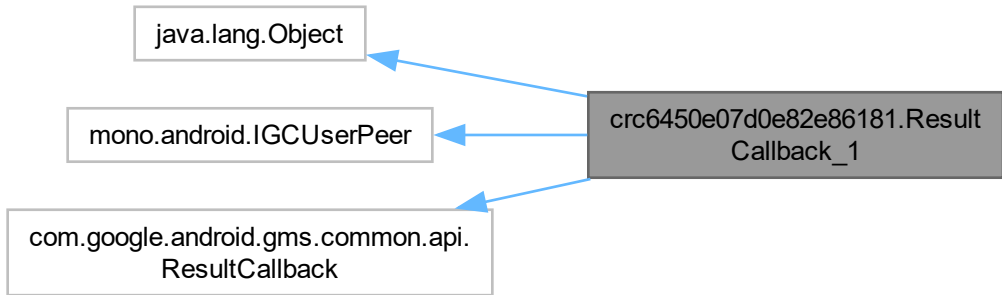 java.lang.Object
mono.android.IGCUserPeer
crc6450e07d0e82e86181.Result
Callback_1
com.google.android.gms.common.api.
ResultCallback